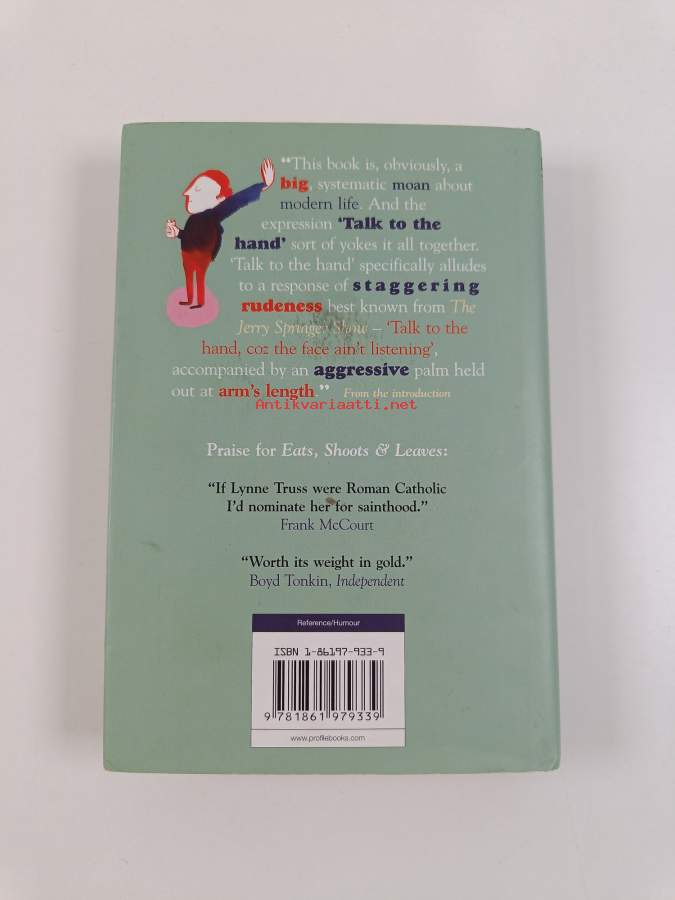 “This book is, obviously, a
big, systematic moan about
modern life. And the
expression ‘Talk to the
hand’ sort of yokes it all together.
‘Talk to the hand’ specifically alludes
to a response of staggering
rudeness best known from The
Jerry Springer Show – ‘Talk to the
hand, coz the face ain’t listening’,
accompanied by an aggressive palm held
out at arm’s length.” From the introduction
Antikvariaatti.net
Praise for Eats, Shoots & Leaves:
“If Lynne Truss were Roman Catholic
I’d nominate her for sainthood.”
Frank McCourt
“Worth its weight in gold.”
Boyd Tonkin, Independent
Reference/Humour
ISBN 1-86197-933-9
9 781861 979339
www.profilebooks.com